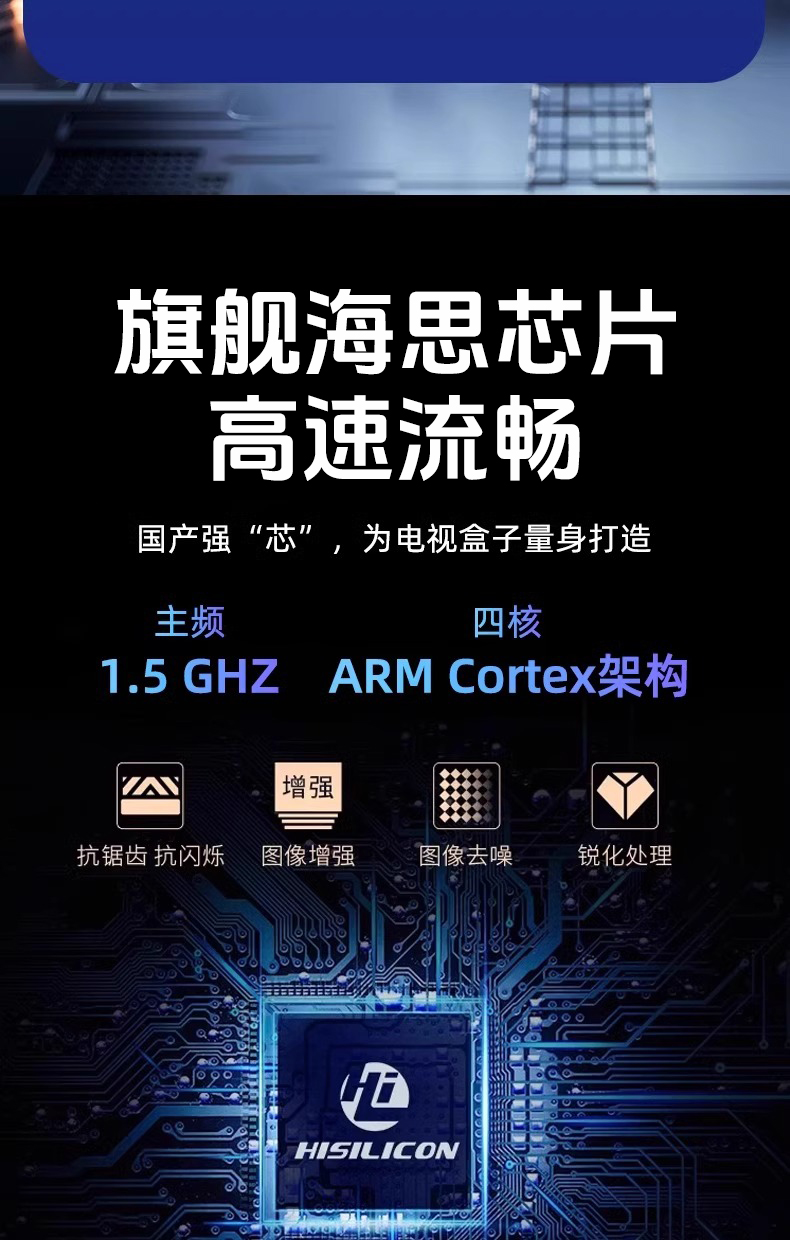 旗舰海思芯片
高速流畅
国产强“芯”，为电视盒子量身打造
主频 四核
1.5 GHZ ARM Cortex架构
增强
抗锯齿 抗闪烁 图像增强 图像去噪 锐化处理
Hi
HISILICON